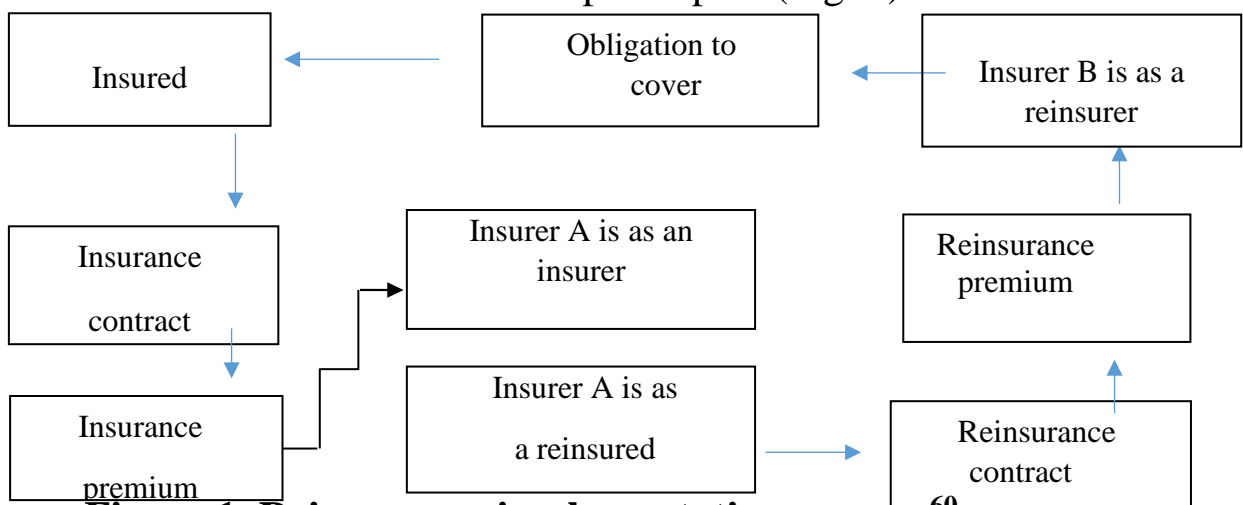 Insured
Obligation to
cover
Insurer B is as a
reinsurer
Insurance
contract
Insurer A is as an
insurer
Reinsurance
premium
Insurance
premium
Insurer A is as
a reinsured
Reinsurance
contract
60